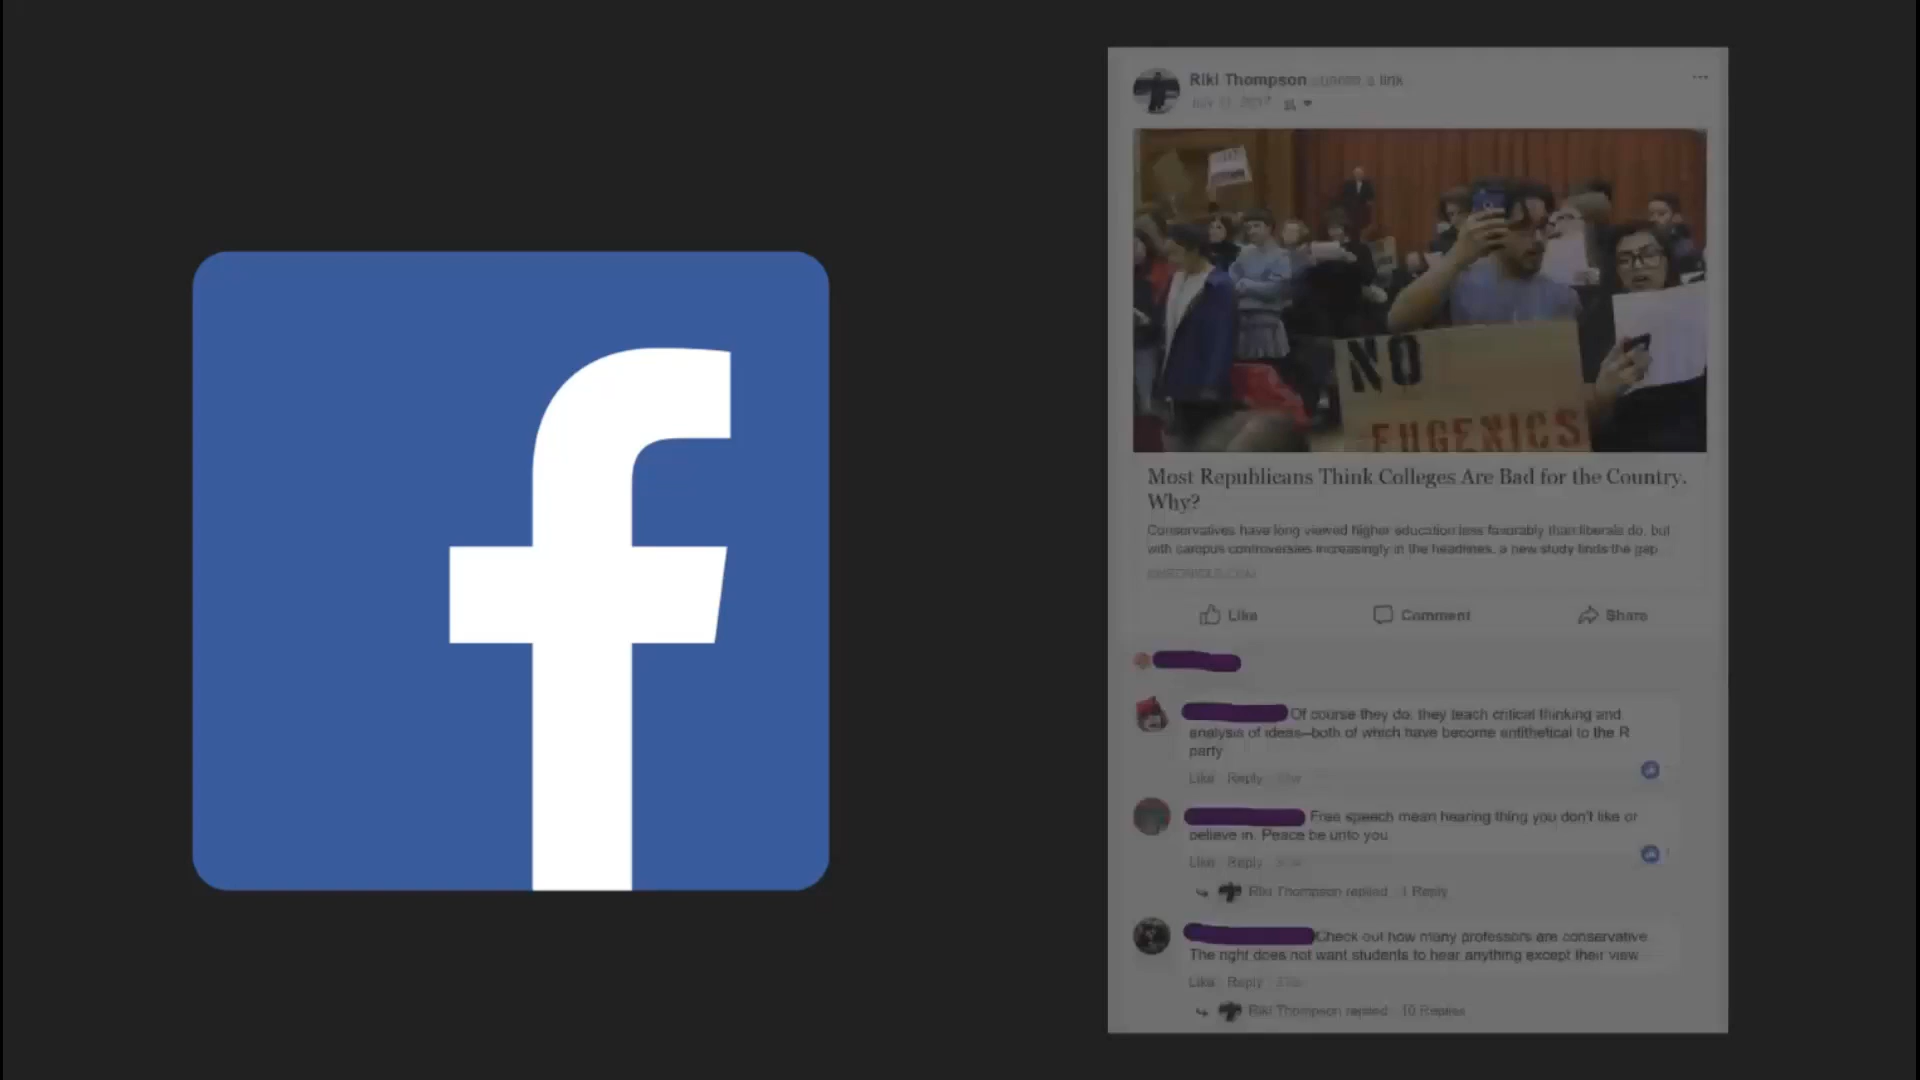 f
Riki Thompson shared a link
NO
EUGENICS
Most Republicans Think Colleges Are Bad for the Country.
Why?
Conservatives have long viewed higher education less favorably than liberals do, but
with campus controversies increasingly in the headlines, a new study finds the gap
Like Comment Share
Of course they do; they teach critical thinking and
analysis of ideas—both of which have become antithetical to the R
party
Like Reply
Free speech mean hearing thing you don't like or
believe in. Peace be unto you
Like Reply
Riki Thompson replied 1 Reply
Check out how many professors are conservative.
The right does not want students to hear anything except their view
Like Reply
Riki Thompson replied 10 Replies